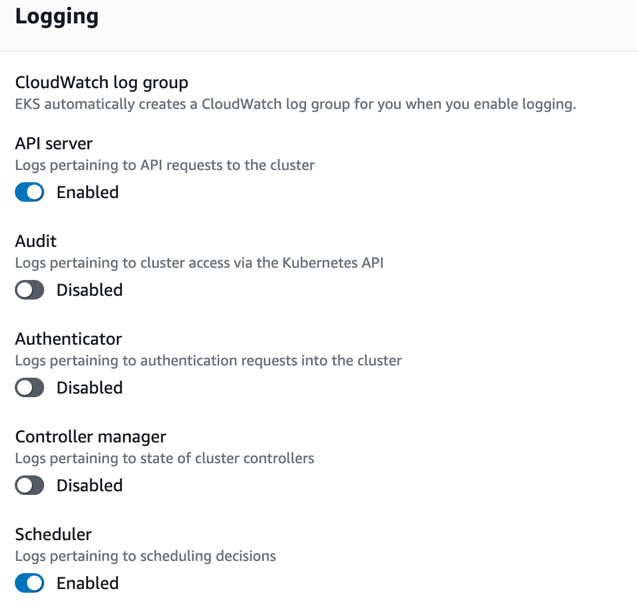 Logging
CloudWatch log group
EKS automatically creates a CloudWatch log group for you when you enable logging.
API server
Logs pertaining to API requests to the cluster
Enabled
Audit
Logs pertaining to cluster access via the Kubernetes API
Disabled
Authenticator
Logs pertaining to authentication requests into the cluster
Disabled
Controller manager
Logs pertaining to state of cluster controllers
Disabled
Scheduler
Logs pertaining to scheduling decisions
Enabled